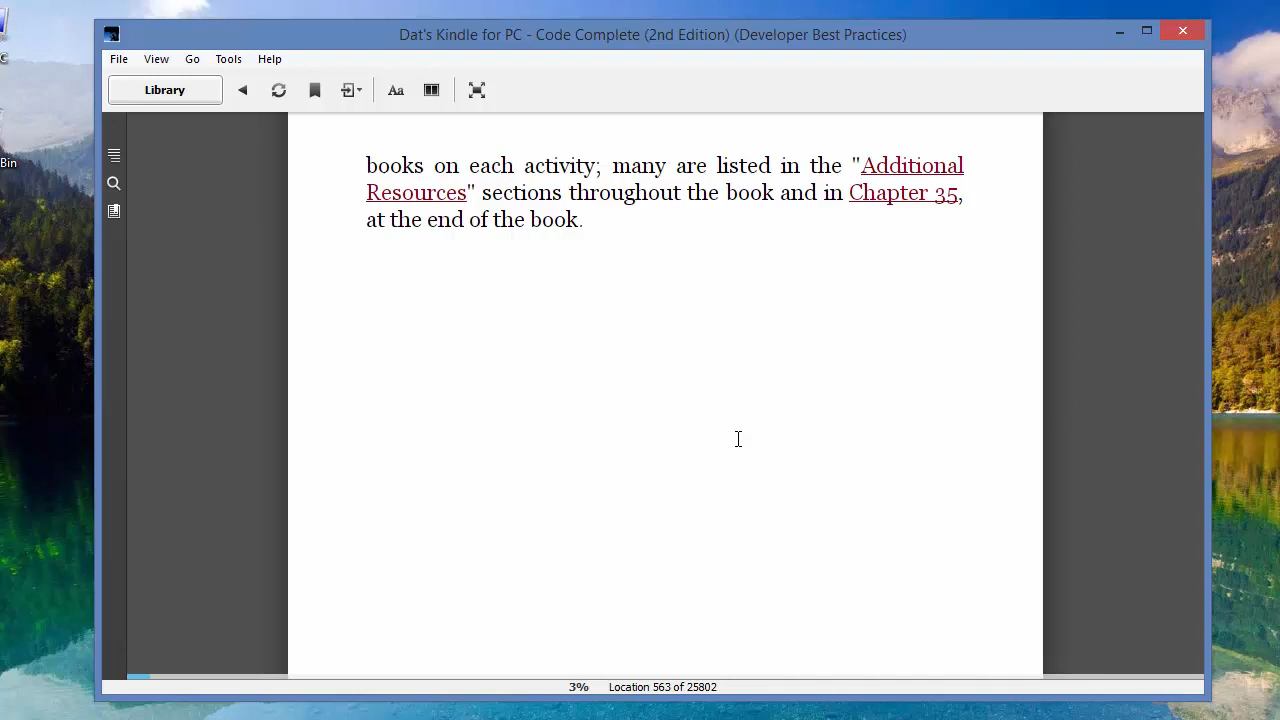 Dat's Kindle for PC - Code Complete (2nd Edition) (Developer Best Practices)
File View Go Tools Help
Library Aa
C
Bin
books on each activity; many are listed in the "Additional
Resources" sections throughout the book and in Chapter 35,
at the end of the book.
3% Location 563 of 25802